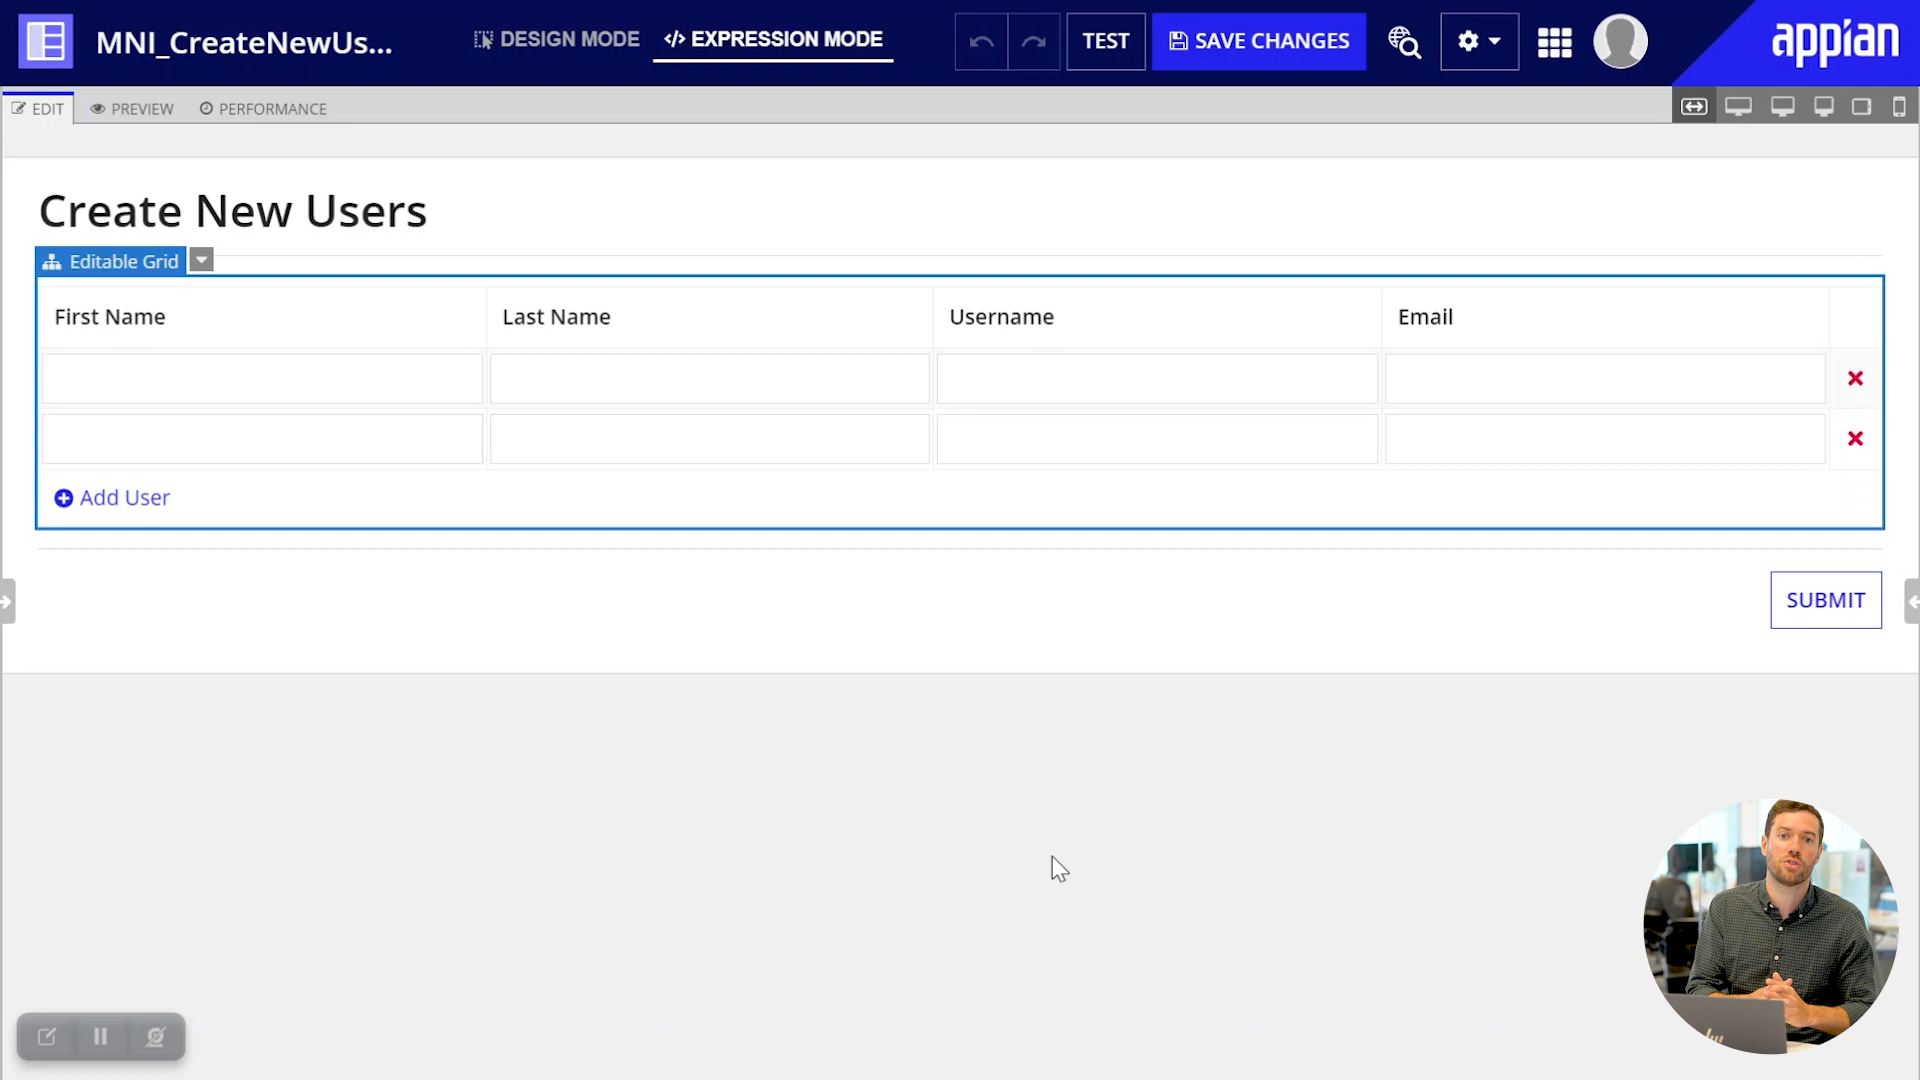 MNI_CreateNewUs...
DESIGN MODE
</> EXPRESSION MODE
TEST
SAVE CHANGES
appian
EDIT
PREVIEW
PERFORMANCE
Create New Users
Editable Grid
First Name
Last Name
Username
Email
Add User
SUBMIT
hp